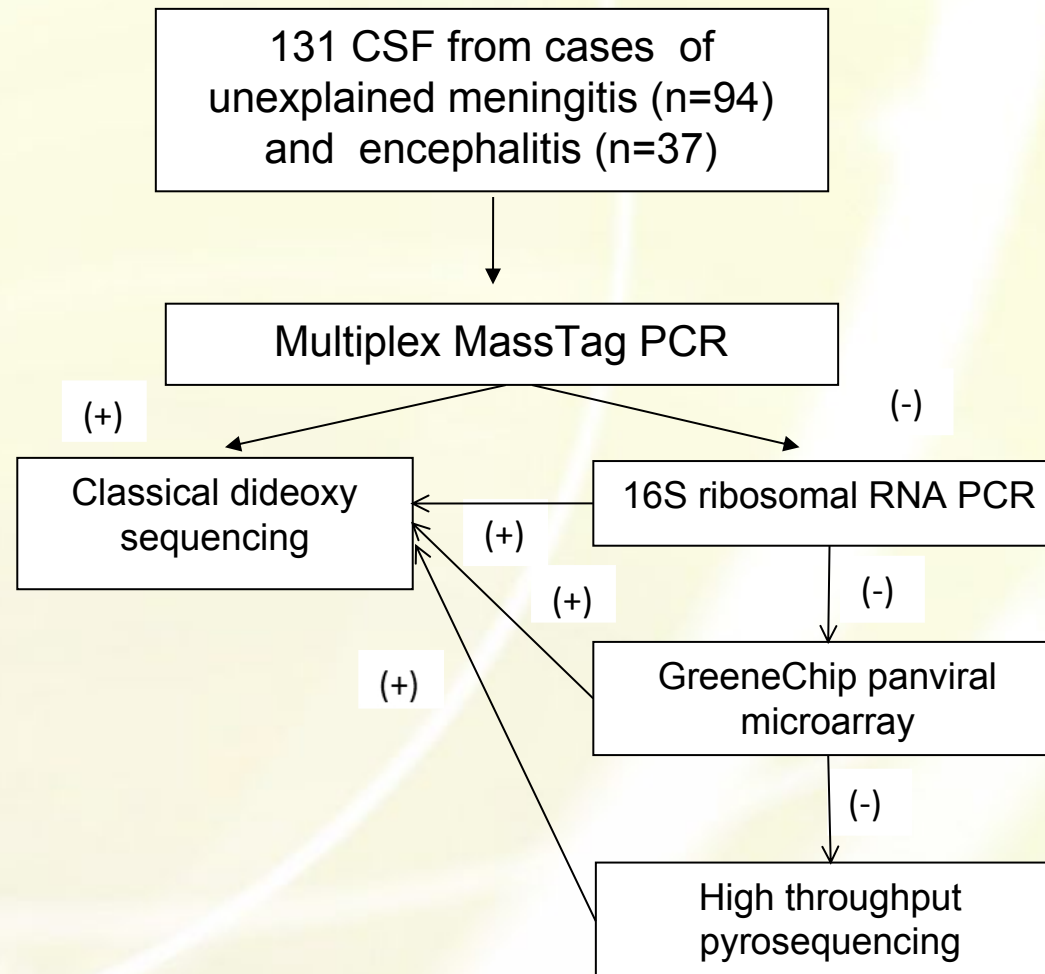 131 CSF from cases of
unexplained meningitis (n=94)
and encephalitis (n=37)
Multiplex MassTag PCR
(+)
(-)
Classical dideoxy
sequencing
16S ribosomal RNA PCR
(+)
(-)
(+)
GreeneChip panviral
microarray
(+)
(-)
High throughput
pyrosequencing